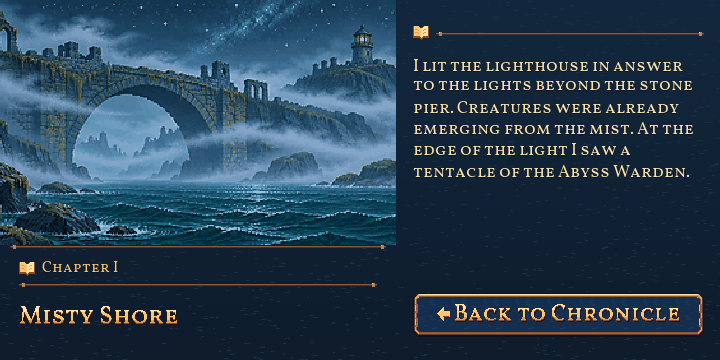 I lit the lighthouse in answer
to the lights beyond the stone
pier. Creatures were already
emerging from the mist. At the
edge of the light I saw a
tentacle of the Abyss Warden.
Chapter I
Misty Shore
Back to Chronicle